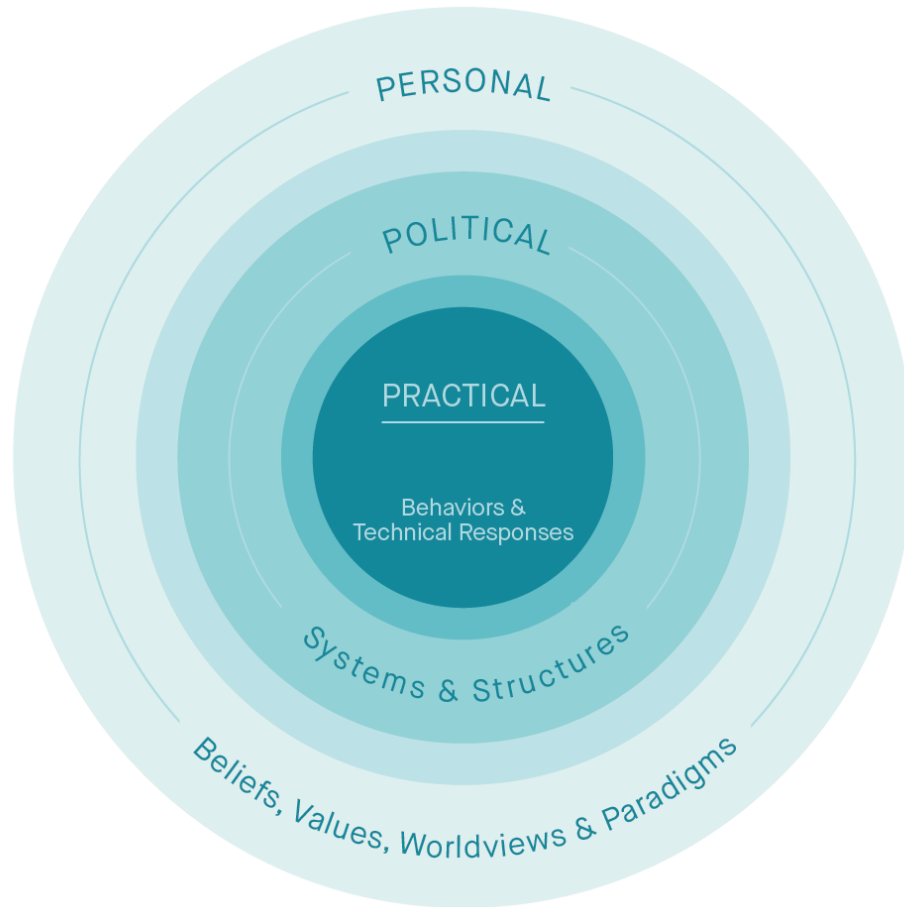 PERSONAL
POLITICAL
PRACTICAL
Behaviors &
Technical Responses
Systems & Structures
Beliefs, Values, Worldviews & Paradigms